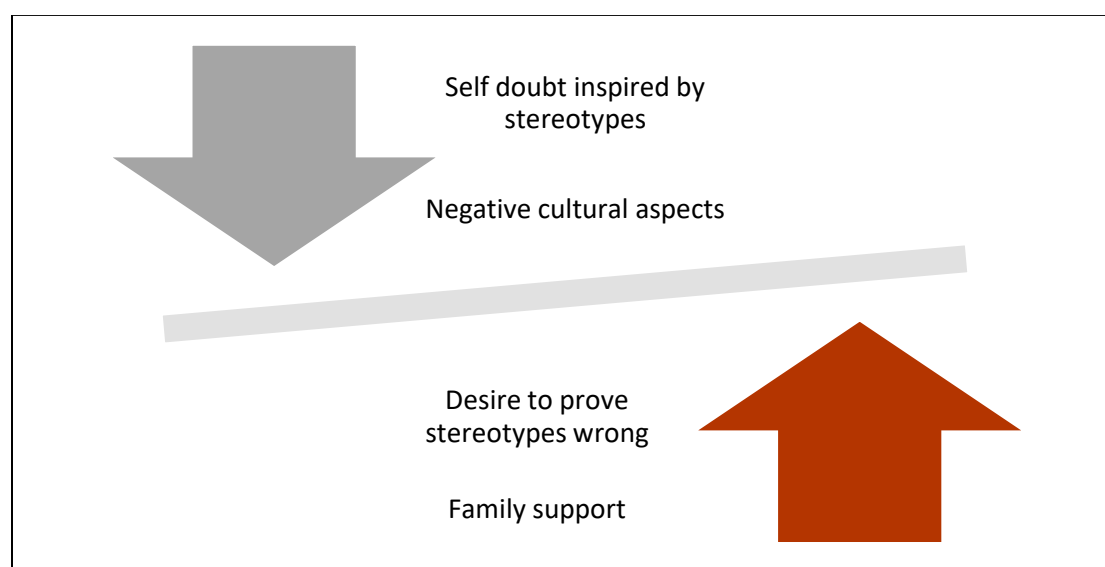 Self doubt inspired by
stereotypes
Negative cultural aspects
Desire to prove
stereotypes wrong
Family support